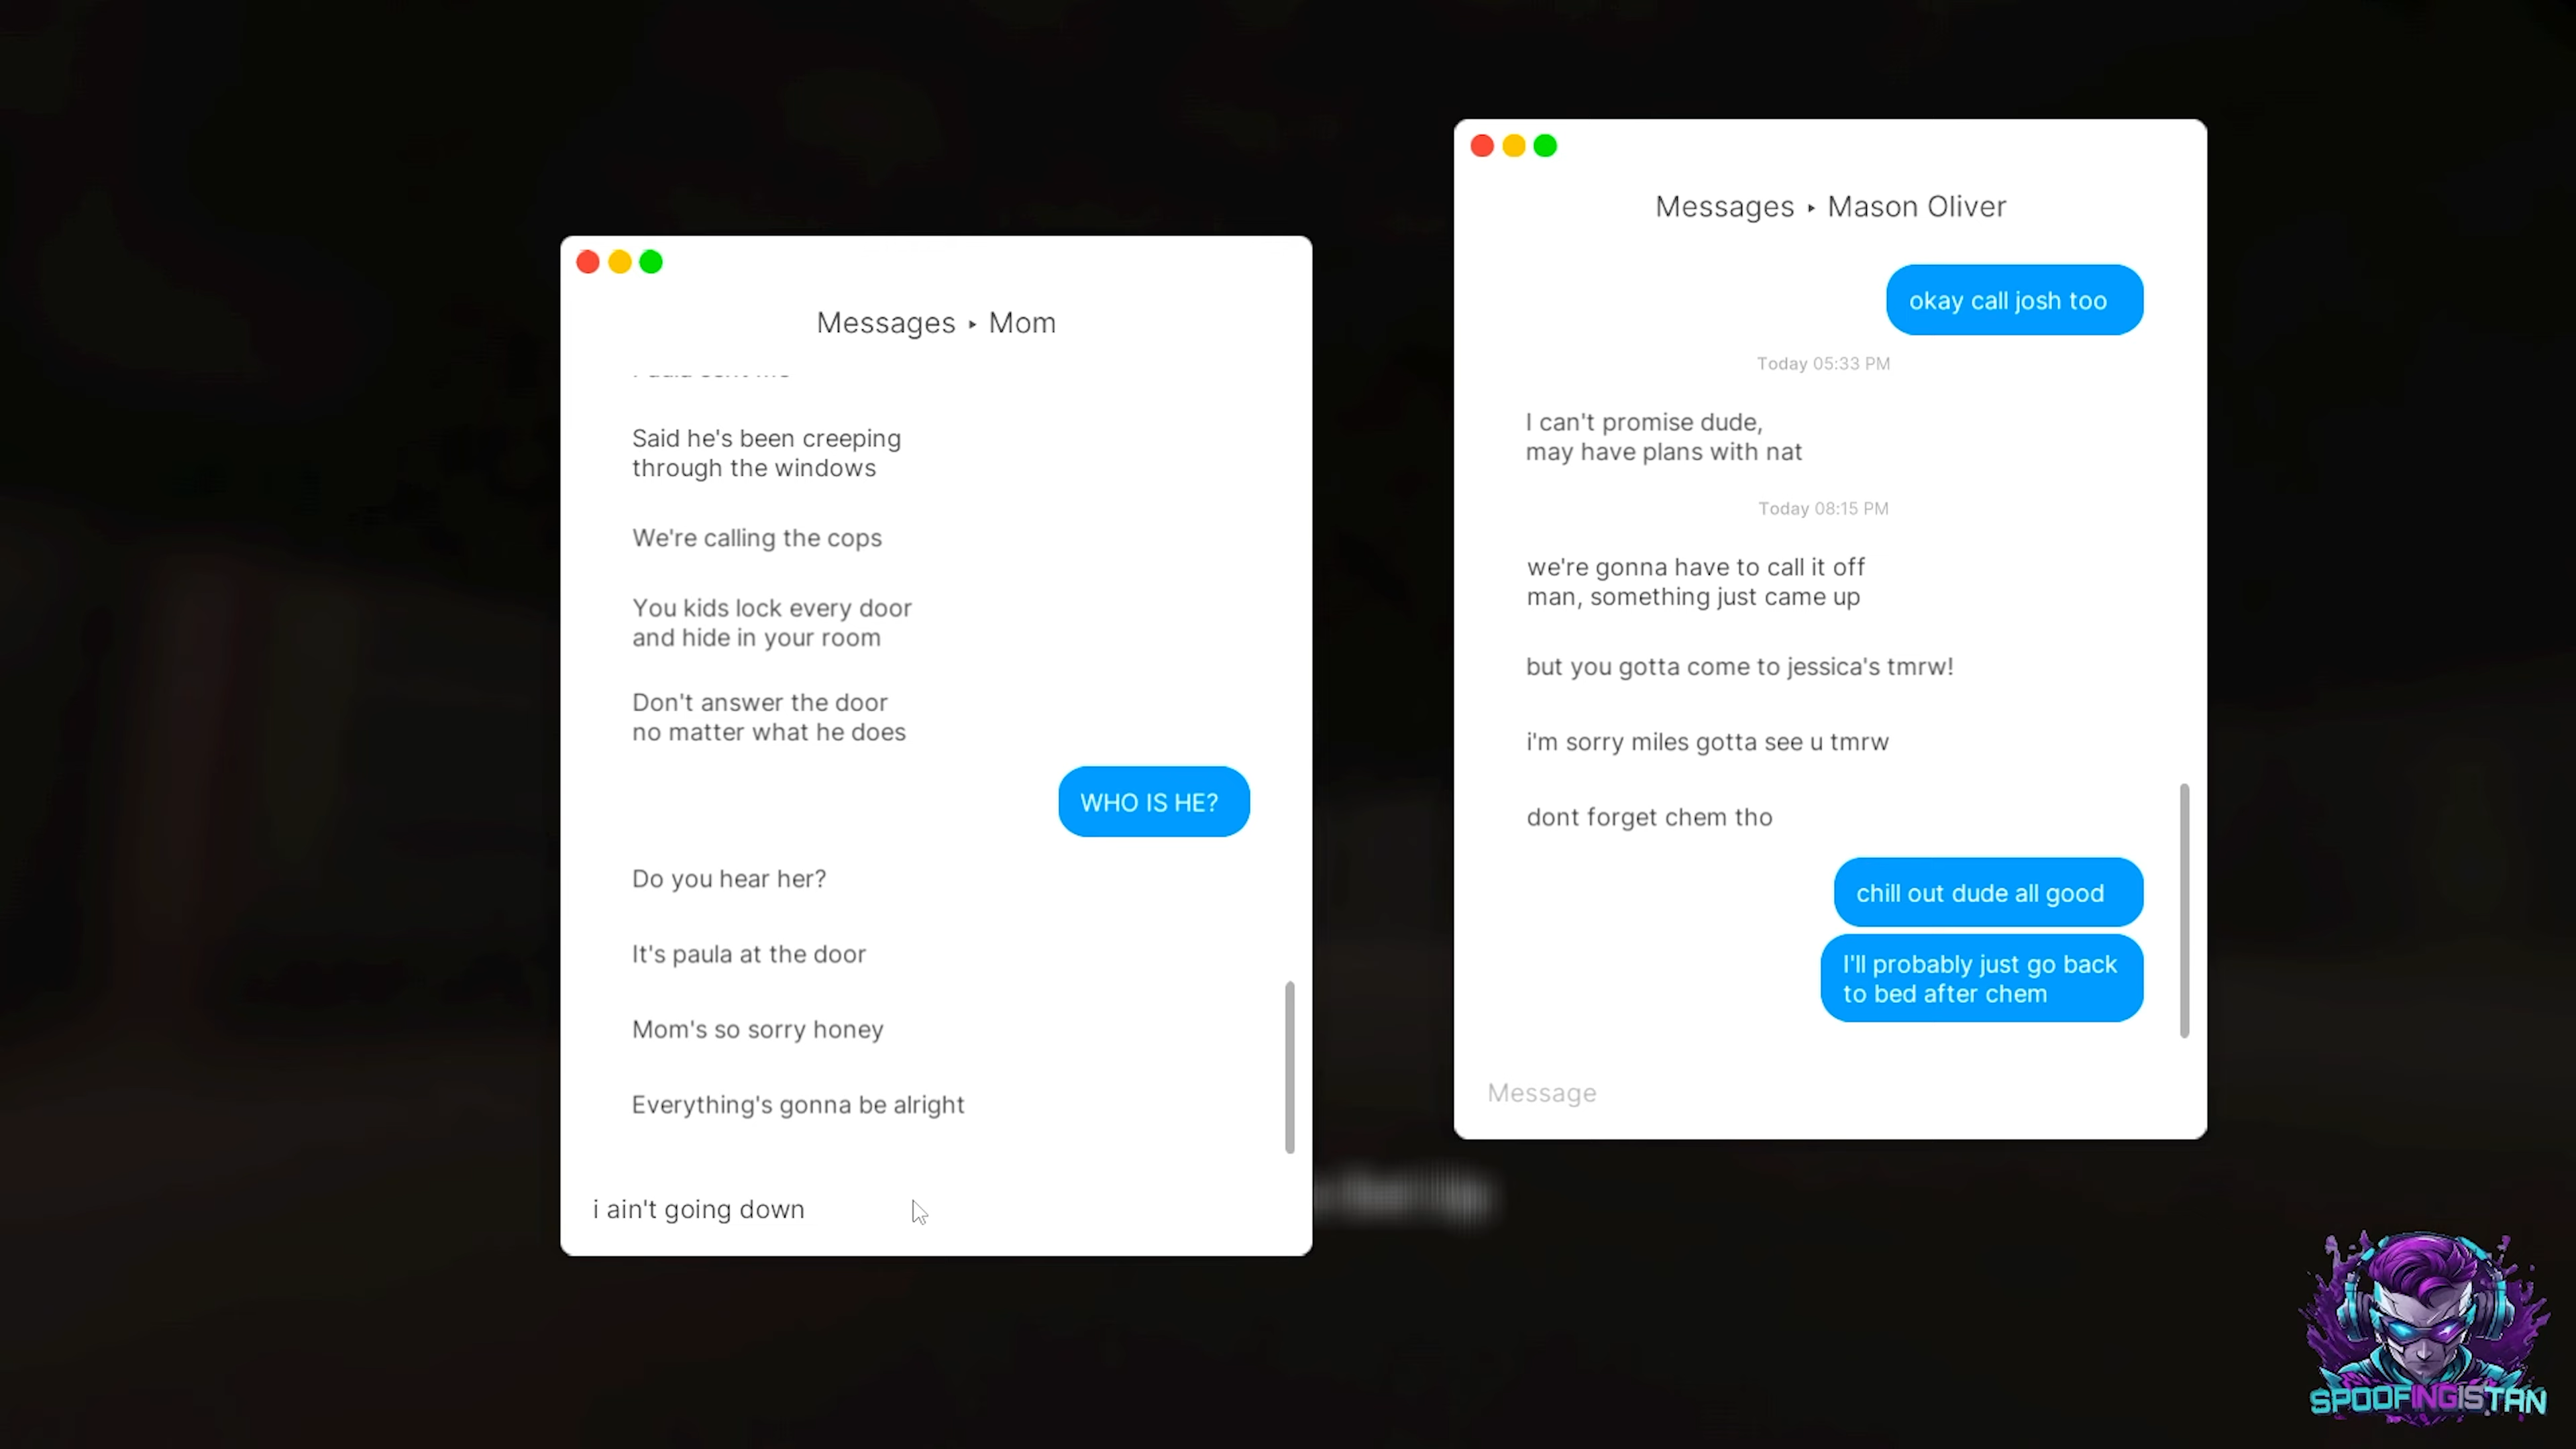 Messages ‣ Mom
Said he's been creeping
through the windows
We're calling the cops
You kids lock every door
and hide in your room
Don't answer the door
no matter what he does
WHO IS HE?
Do you hear her?
It's paula at the door
Mom's so sorry honey
Everything's gonna be alright
i ain't going down
Messages ‣ Mason Oliver
okay call josh too
Today 05:33 PM
I can't promise dude,
may have plans with nat
Today 08:15 PM
we're gonna have to call it off
man, something just came up
but you gotta come to jessica's tmrw!
i'm sorry miles gotta see u tmrw
dont forget chem tho
chill out dude all good
I'll probably just go back
to bed after chem
Message
SPOOFINGISTAN